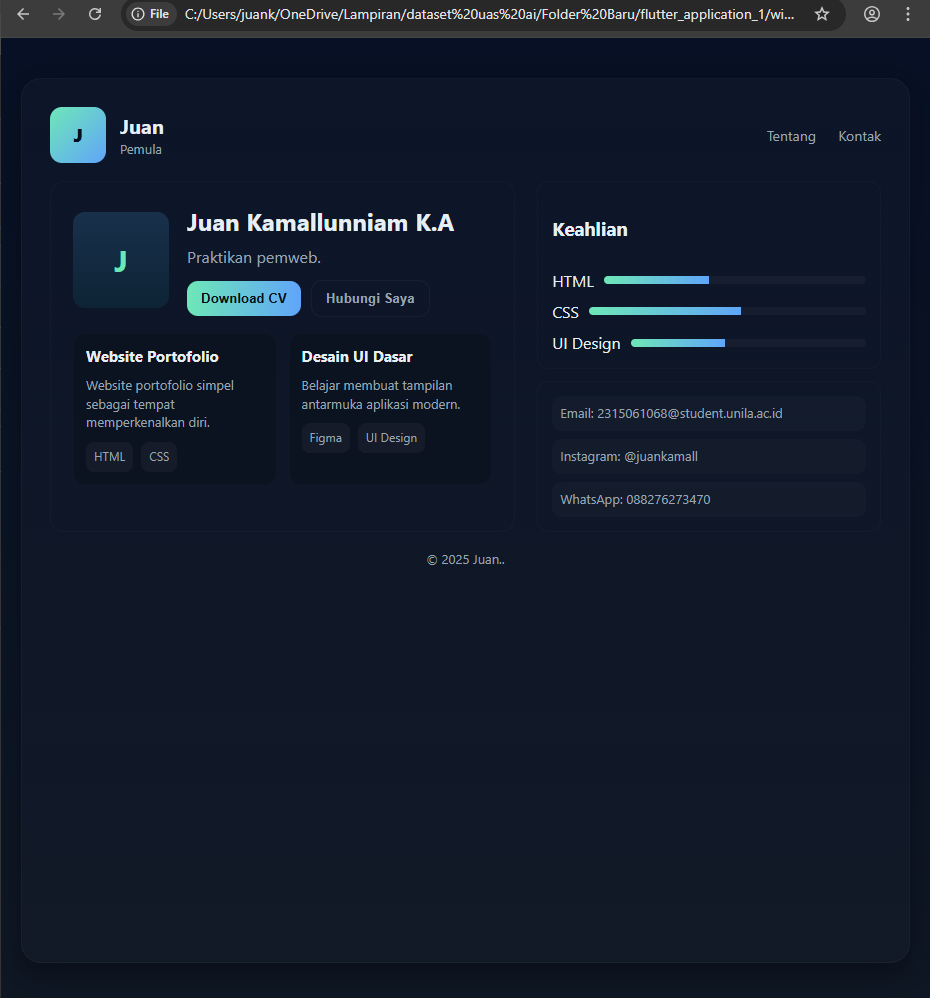 File C:/Users/juank/OneDrive/Lampiran/dataset%20uas%20ai/Folder%20Baru/flutter_application_1/wi...
J
Juan
Pemula
Tentang Kontak
J
Juan Kamallunniam K.A
Praktikan pemweb.
Download CV Hubungi Saya
Website Portofolio
Website portofolio simpel
sebagai tempat
memperkenalkan diri.
HTML CSS
Desain UI Dasar
Belajar membuat tampilan
antarmuka aplikasi modern.
Figma UI Design
Keahlian
HTML
CSS
UI Design
Email: 2315061068@student.unila.ac.id
Instagram: @juankamall
WhatsApp: 088276273470
© 2025 Juan..